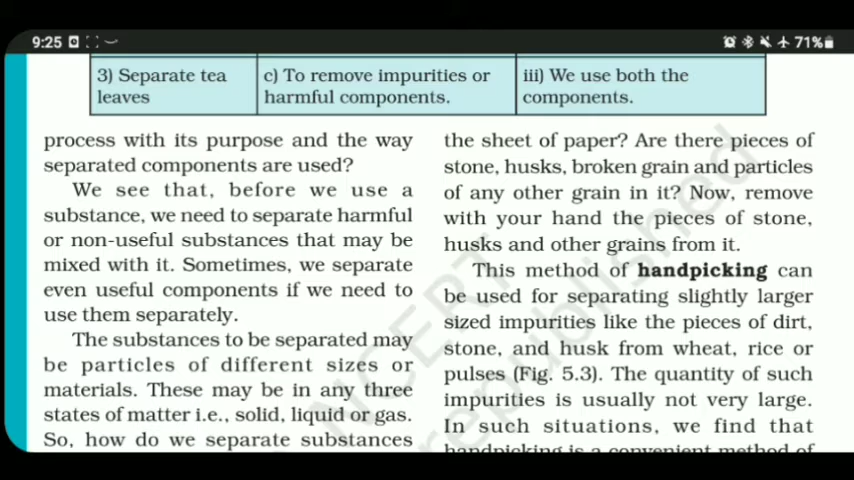 9:25
71%
3) Separate tea leaves
c) To remove impurities or harmful components.
iii) We use both the components.
process with its purpose and the way
separated components are used?
We see that, before we use a
substance, we need to separate harmful
or non-useful substances that may be
mixed with it. Sometimes, we separate
even useful components if we need to
use them separately.
The substances to be separated may
be particles of different sizes or
materials. These may be in any three
states of matter i.e., solid, liquid or gas.
So, how do we separate substances
the sheet of paper? Are there pieces of
stone, husks, broken grain and particles
of any other grain in it? Now, remove
with your hand the pieces of stone,
husks and other grains from it.
This method of handpicking can
be used for separating slightly larger
sized impurities like the pieces of dirt,
stone, and husk from wheat, rice or
pulses (Fig. 5.3). The quantity of such
impurities is usually not very large.
In such situations, we find that
handpicking is a convenient method of
NCERT
republished